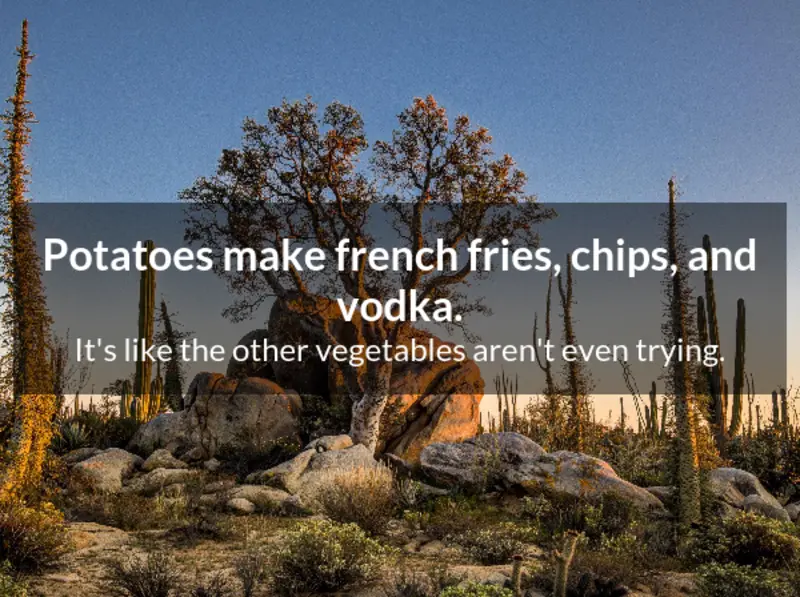 Potatoes make french fries, chips, and
vodka.
It's like the other vegetables aren't even trying.